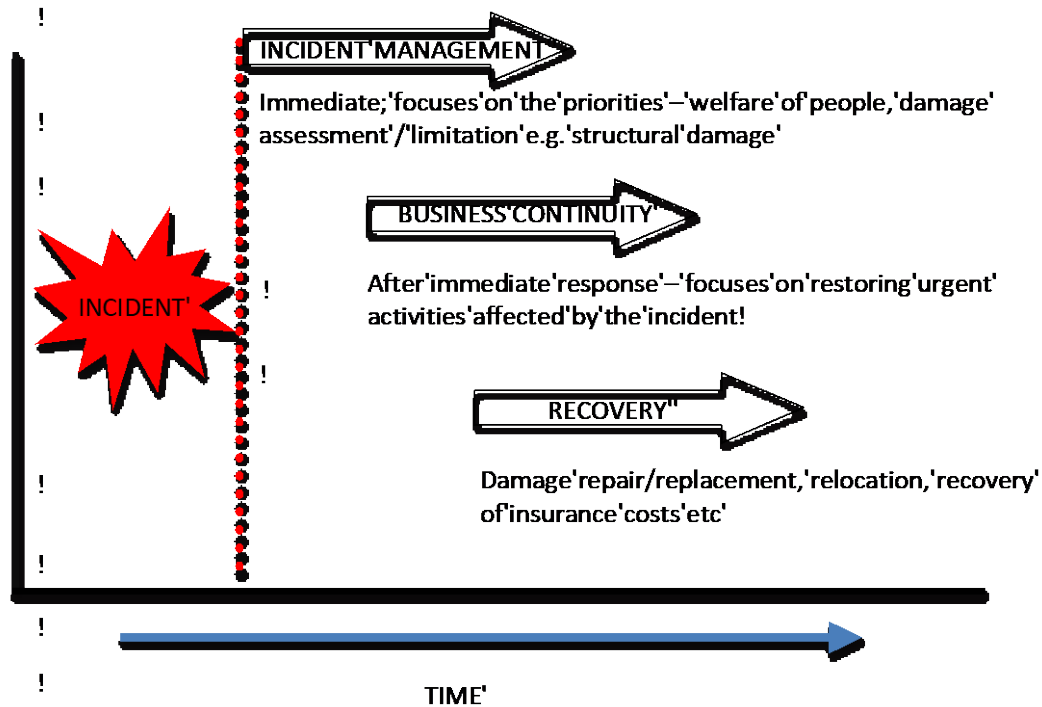 !
INCIDENT'MANAGEMENT
Immediate;'focuses'on'the'priorities'–'welfare'of'people,'damage'
!
assessment'/'limitation'e.g.'structural'damage'
!
BUSINESS'CONTINUITY'
!
After'immediate'response'–'focuses'on'restoring'urgent'
!
INCIDENT'
activities'affected'by'the'incident!
!
RECOVERY''
!
Damage'repair/replacement,'relocation,'recovery'
of'insurance'costs'etc'
!
!
!
TIME'